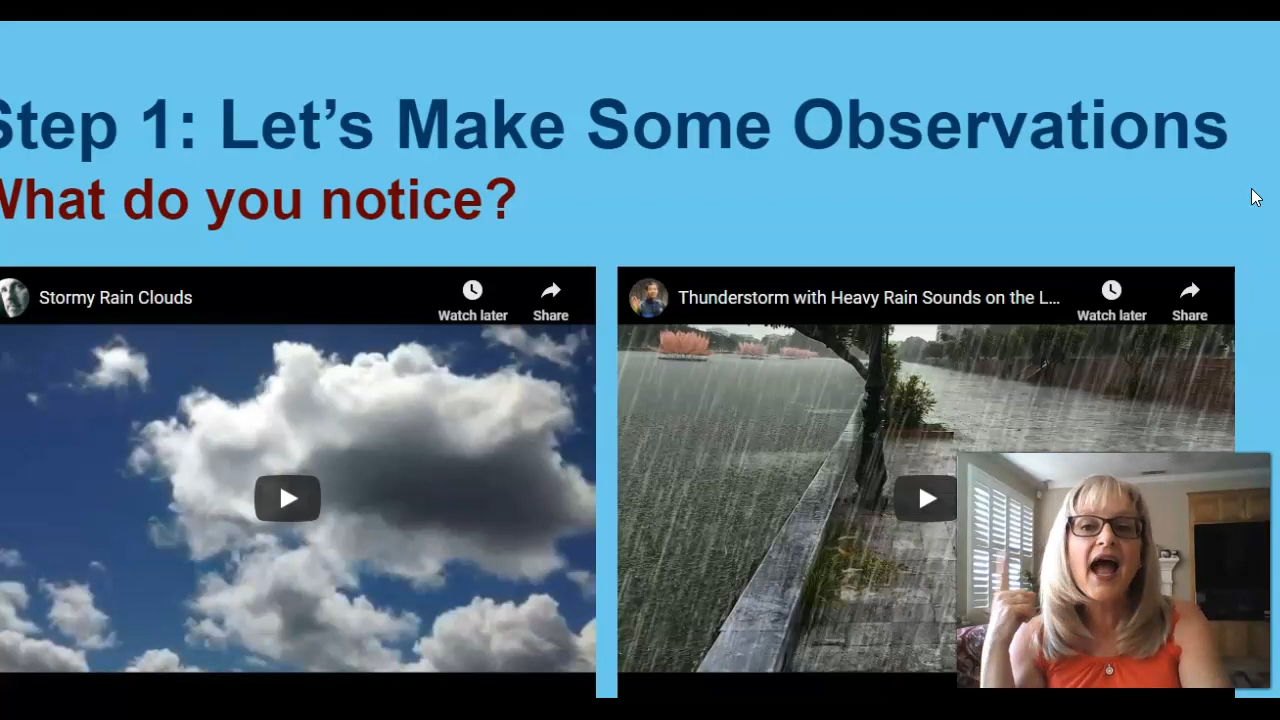 Step 1: Let's Make Some Observations
What do you notice?
Stormy Rain Clouds
Watch later
Share
Thunderstorm with Heavy Rain Sounds on the L...
Watch later
Share